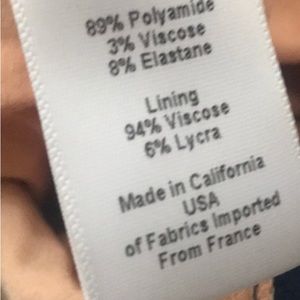 89% Polyamide
3% Viscose
8% Elastane
Lining
94% Viscose
6% Lycra
Made in California
USA
of Fabrics Imported
From France